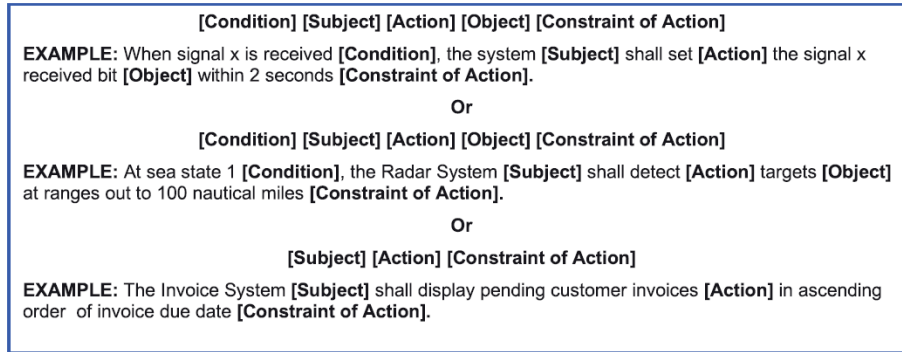 [Condition] [Subject] [Action] [Object] [Constraint of Action]
EXAMPLE: When signal x is received [Condition], the system [Subject] shall set [Action] the signal x
received bit [Object] within 2 seconds [Constraint of Action].
Or
[Condition] [Subject] [Action] [Object] [Constraint of Action]
EXAMPLE: At sea state 1 [Condition], the Radar System [Subject] shall detect [Action] targets [Object]
at ranges out to 100 nautical miles [Constraint of Action].
Or
[Subject] [Action] [Constraint of Action]
EXAMPLE: The Invoice System [Subject] shall display pending customer invoices [Action] in ascending
order of invoice due date [Constraint of Action].